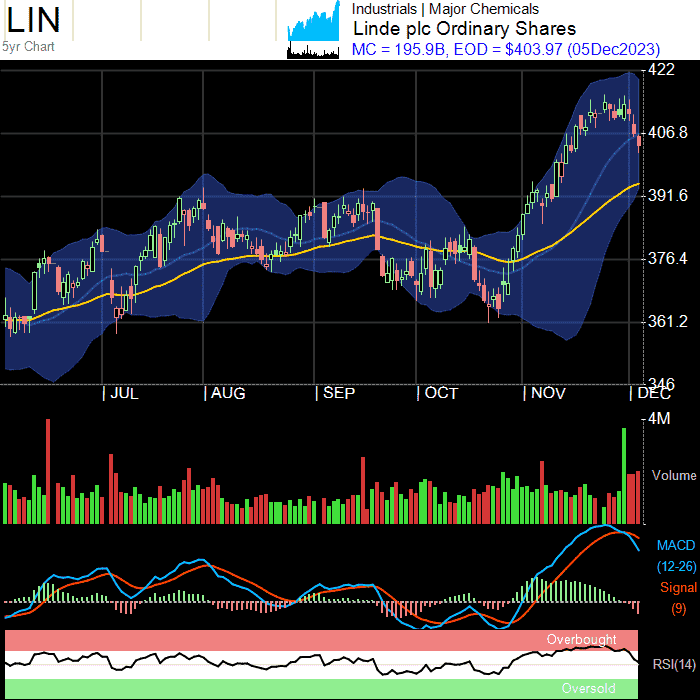 LIN
5yr Chart
Industrials | Major Chemicals
Linde plc Ordinary Shares
MC = 195.9B, EOD = $403.97 (05Dec2023)
422
406.8
391.6
376.4
361.2
346
JUL AUG SEP OCT NOV DEC
4M
Volume
MACD
(12-26)
Signal
(9)
Overbought
RSI(14)
Oversold